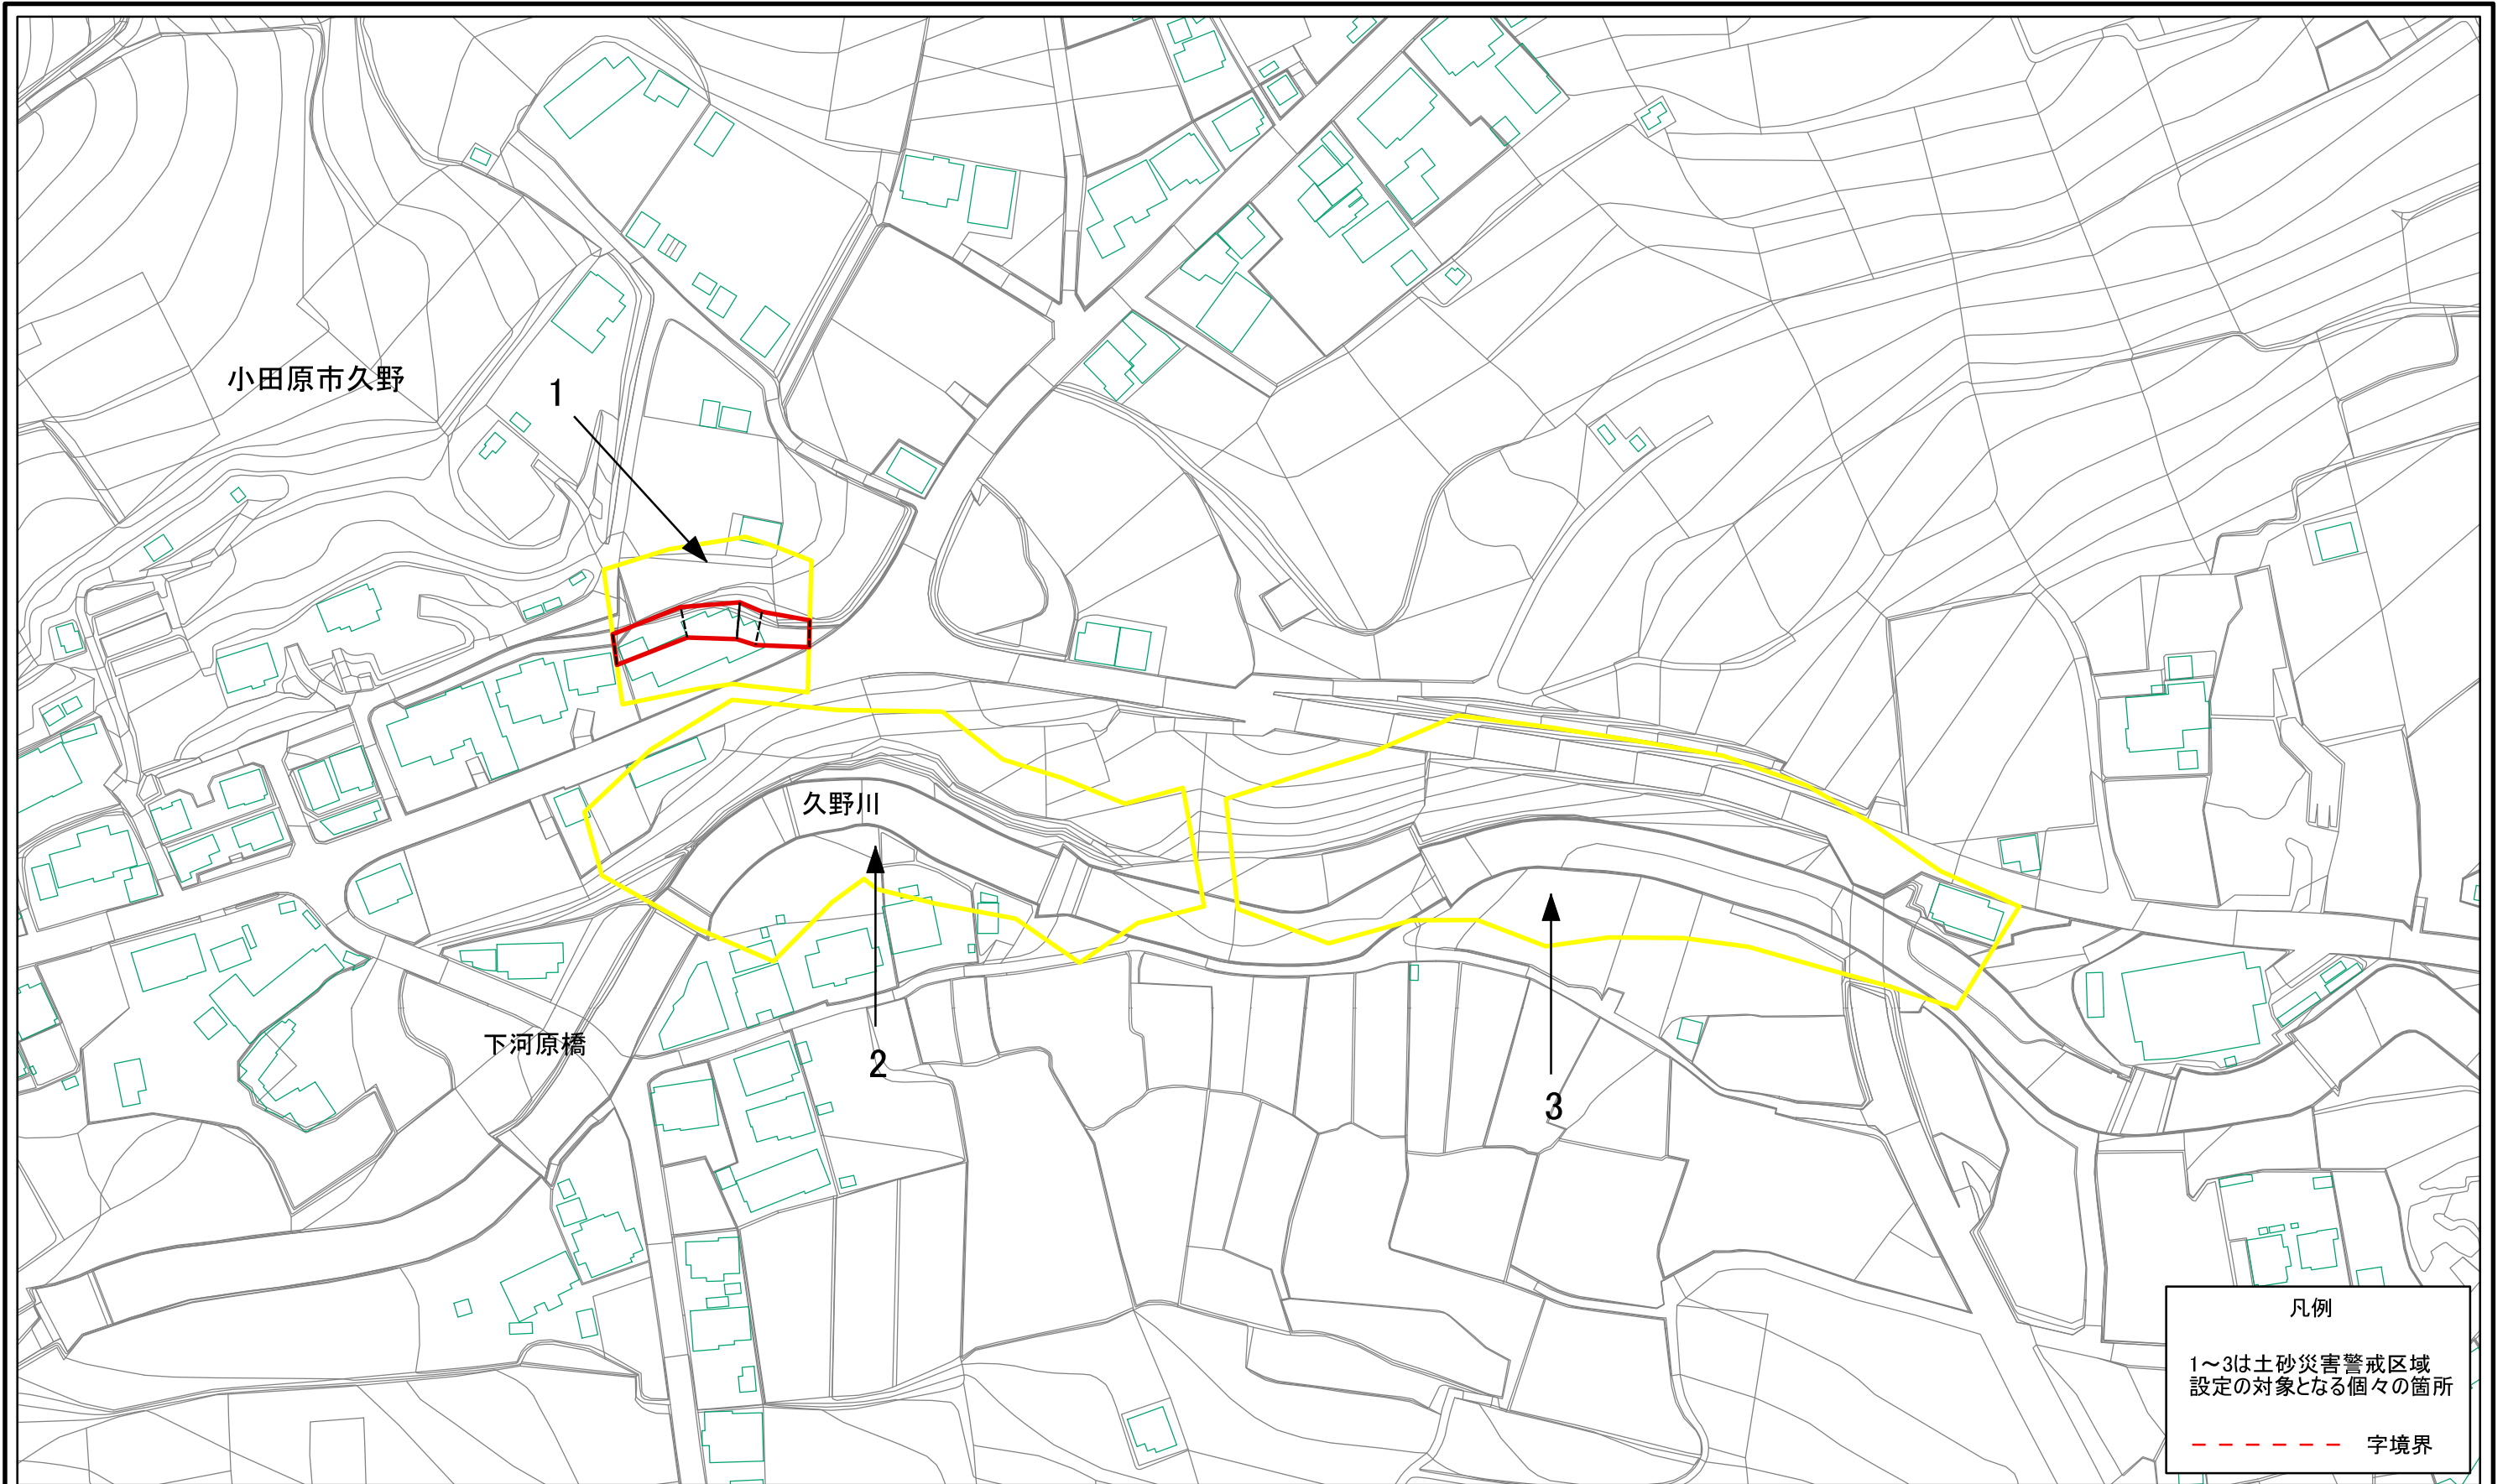 小田原市久野
1
久野川
下河原橋
2
3
凡例
1～3は土砂災害警戒区域
設定の対象となる個々の箇所
字境界